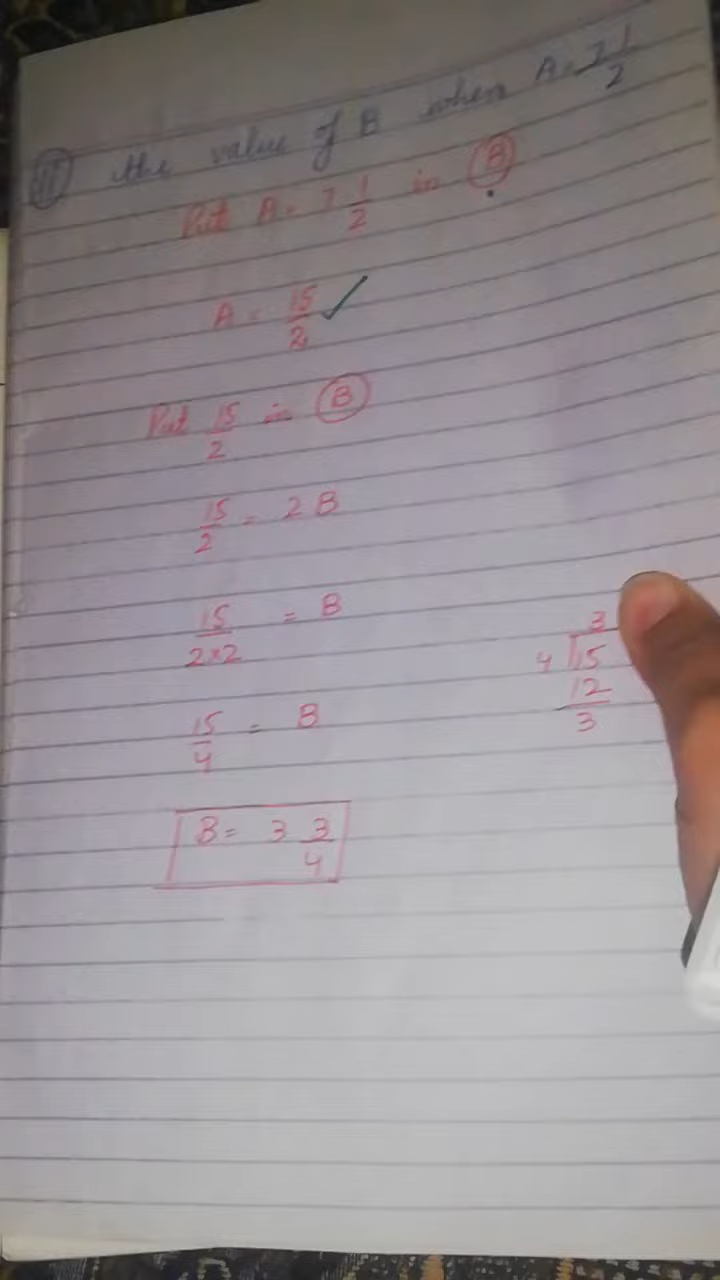 (ii) the value of B when A = 7 1/2
Put A = 7 1/2 in (B)
A = 15/2 ✓
Put 15/2 in (B)
15/2 = 2B
15/2×2 = B
15/4 = B
B = 3 3/4
3
4 15
12
3